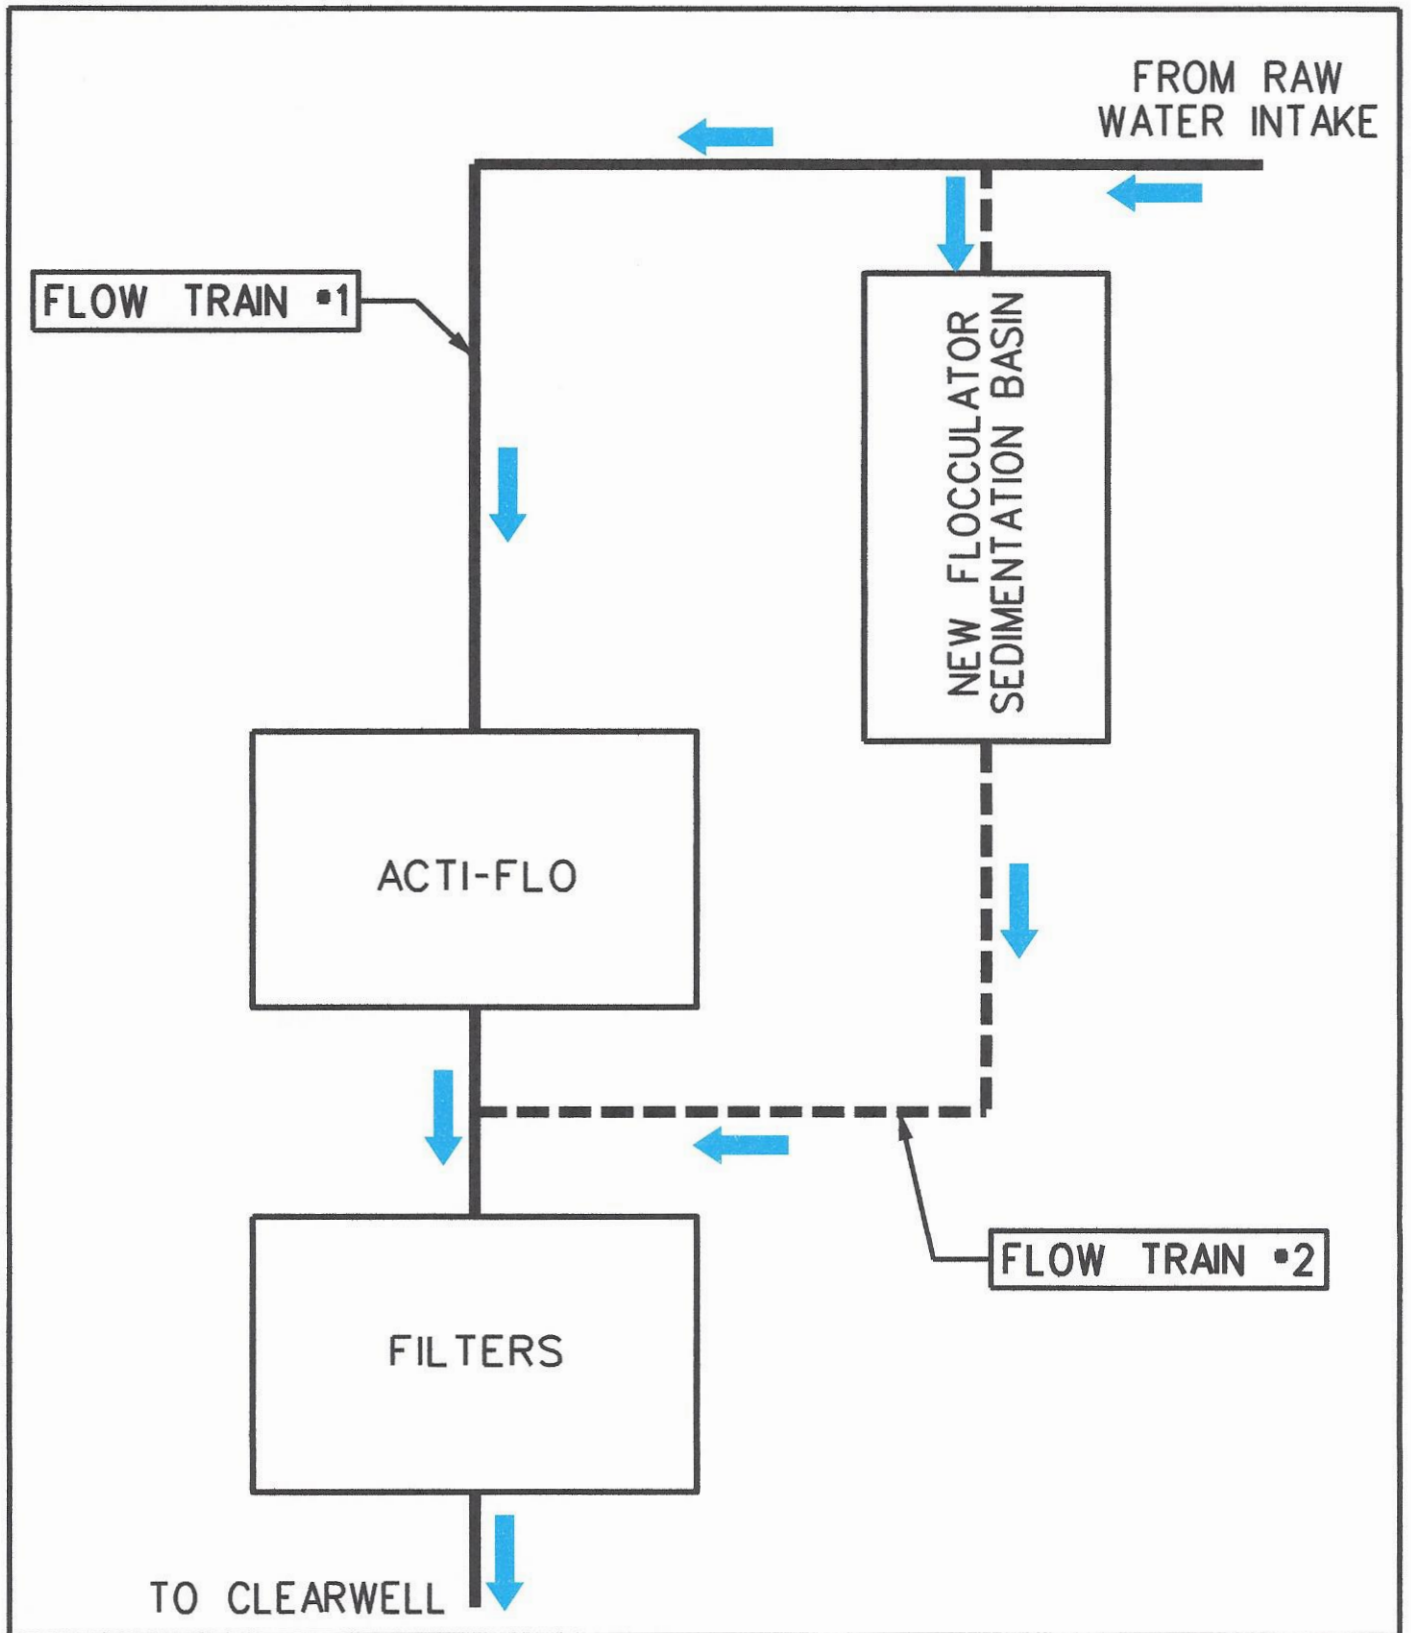 FROM RAW
WATER INTAKE
FLOW TRAIN #1
NEW FLOCCULATOR
SEDIMENTATION BASIN
ACTI-FLO
FLOW TRAIN #2
FILTERS
TO CLEARWELL